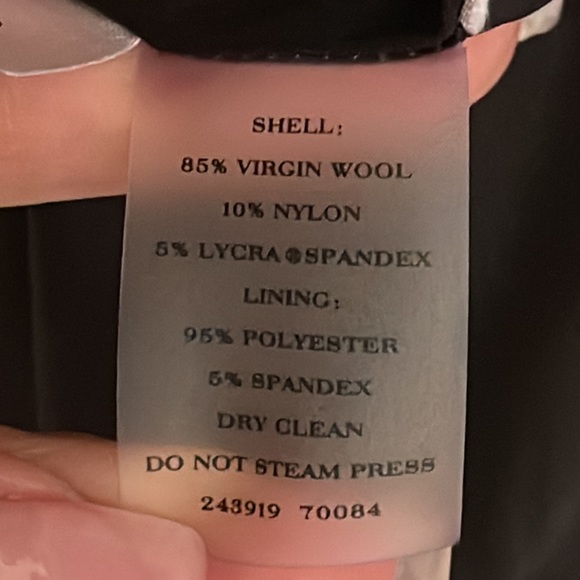 SHELL:
85% VIRGIN WOOL
10% NYLON
5% LYCRA®SPANDEX
LINING:
95% POLYESTER
5% SPANDEX
DRY CLEAN
DO NOT STEAM PRESS
243919 70084